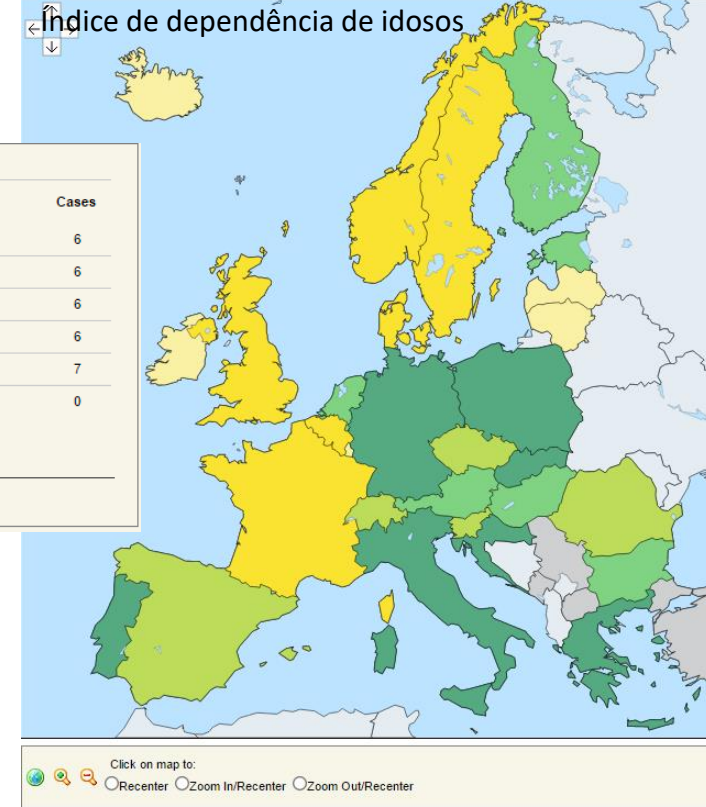 Índice de dependência de idosos
Cases
6
6
6
6
7
0
Click on map to:
Recenter Zoom In/Recenter Zoom Out/Recenter